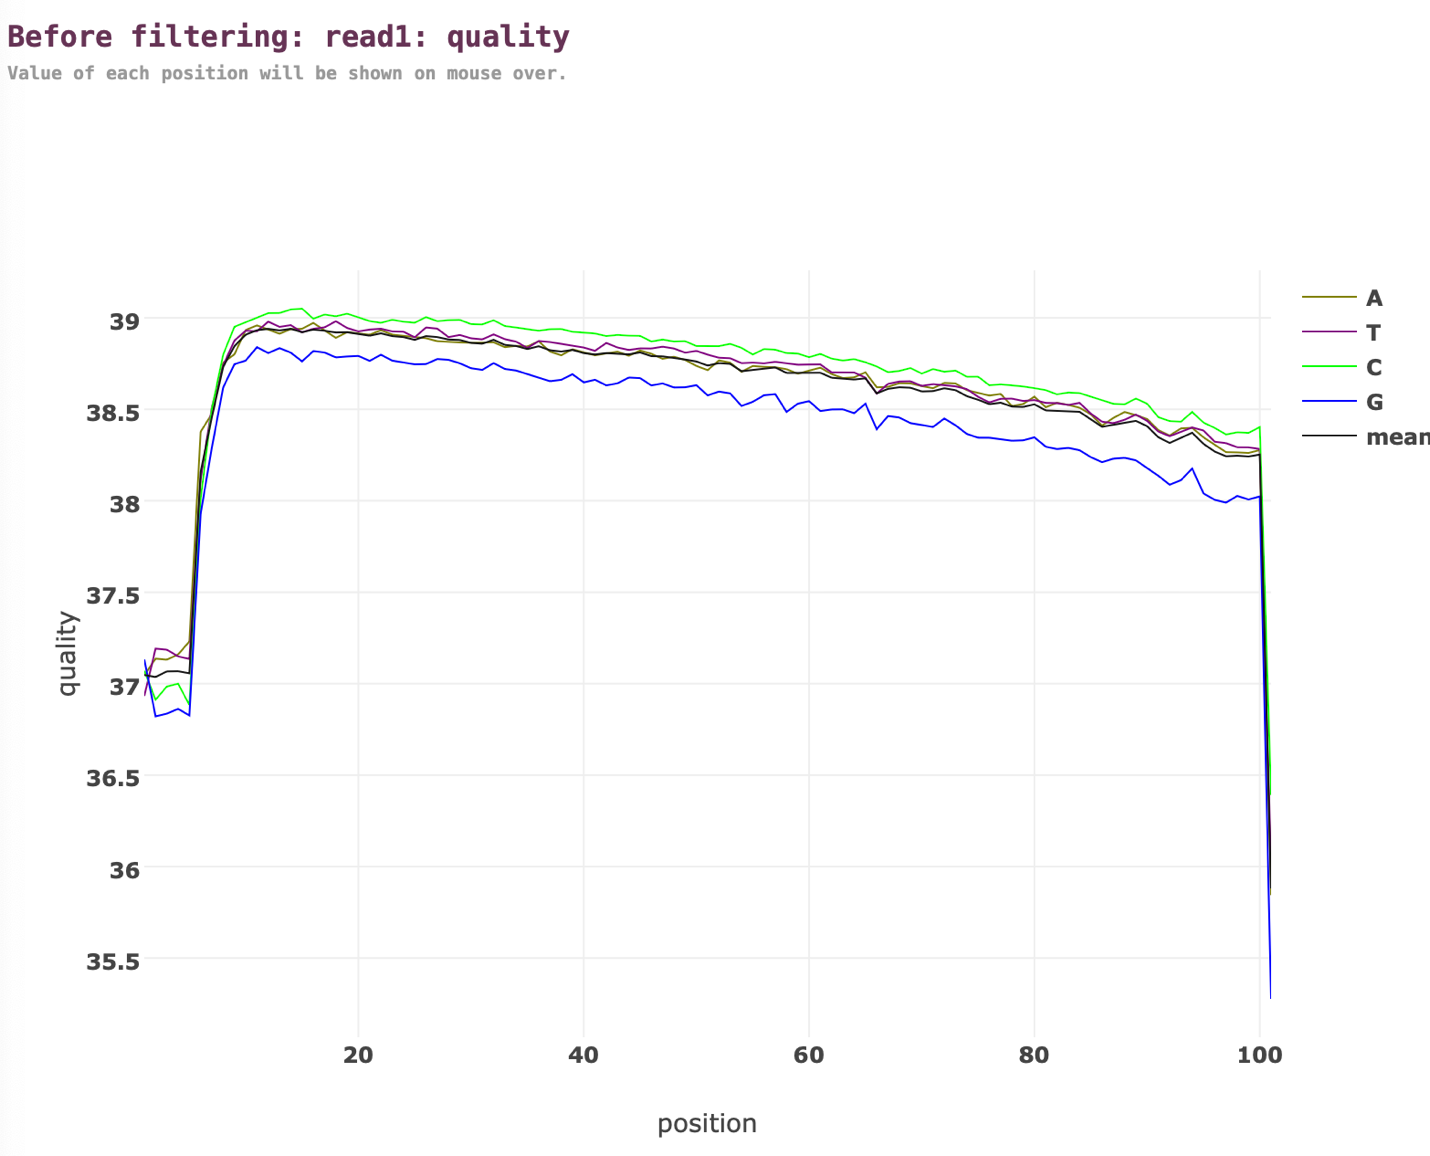 Before filtering: read1: quality
Value of each position will be shown on mouse over.
39
38.5
38
37.5
37
36.5
36
35.5
quality
20 40 60 80 100
position
A
T
C
G
mean